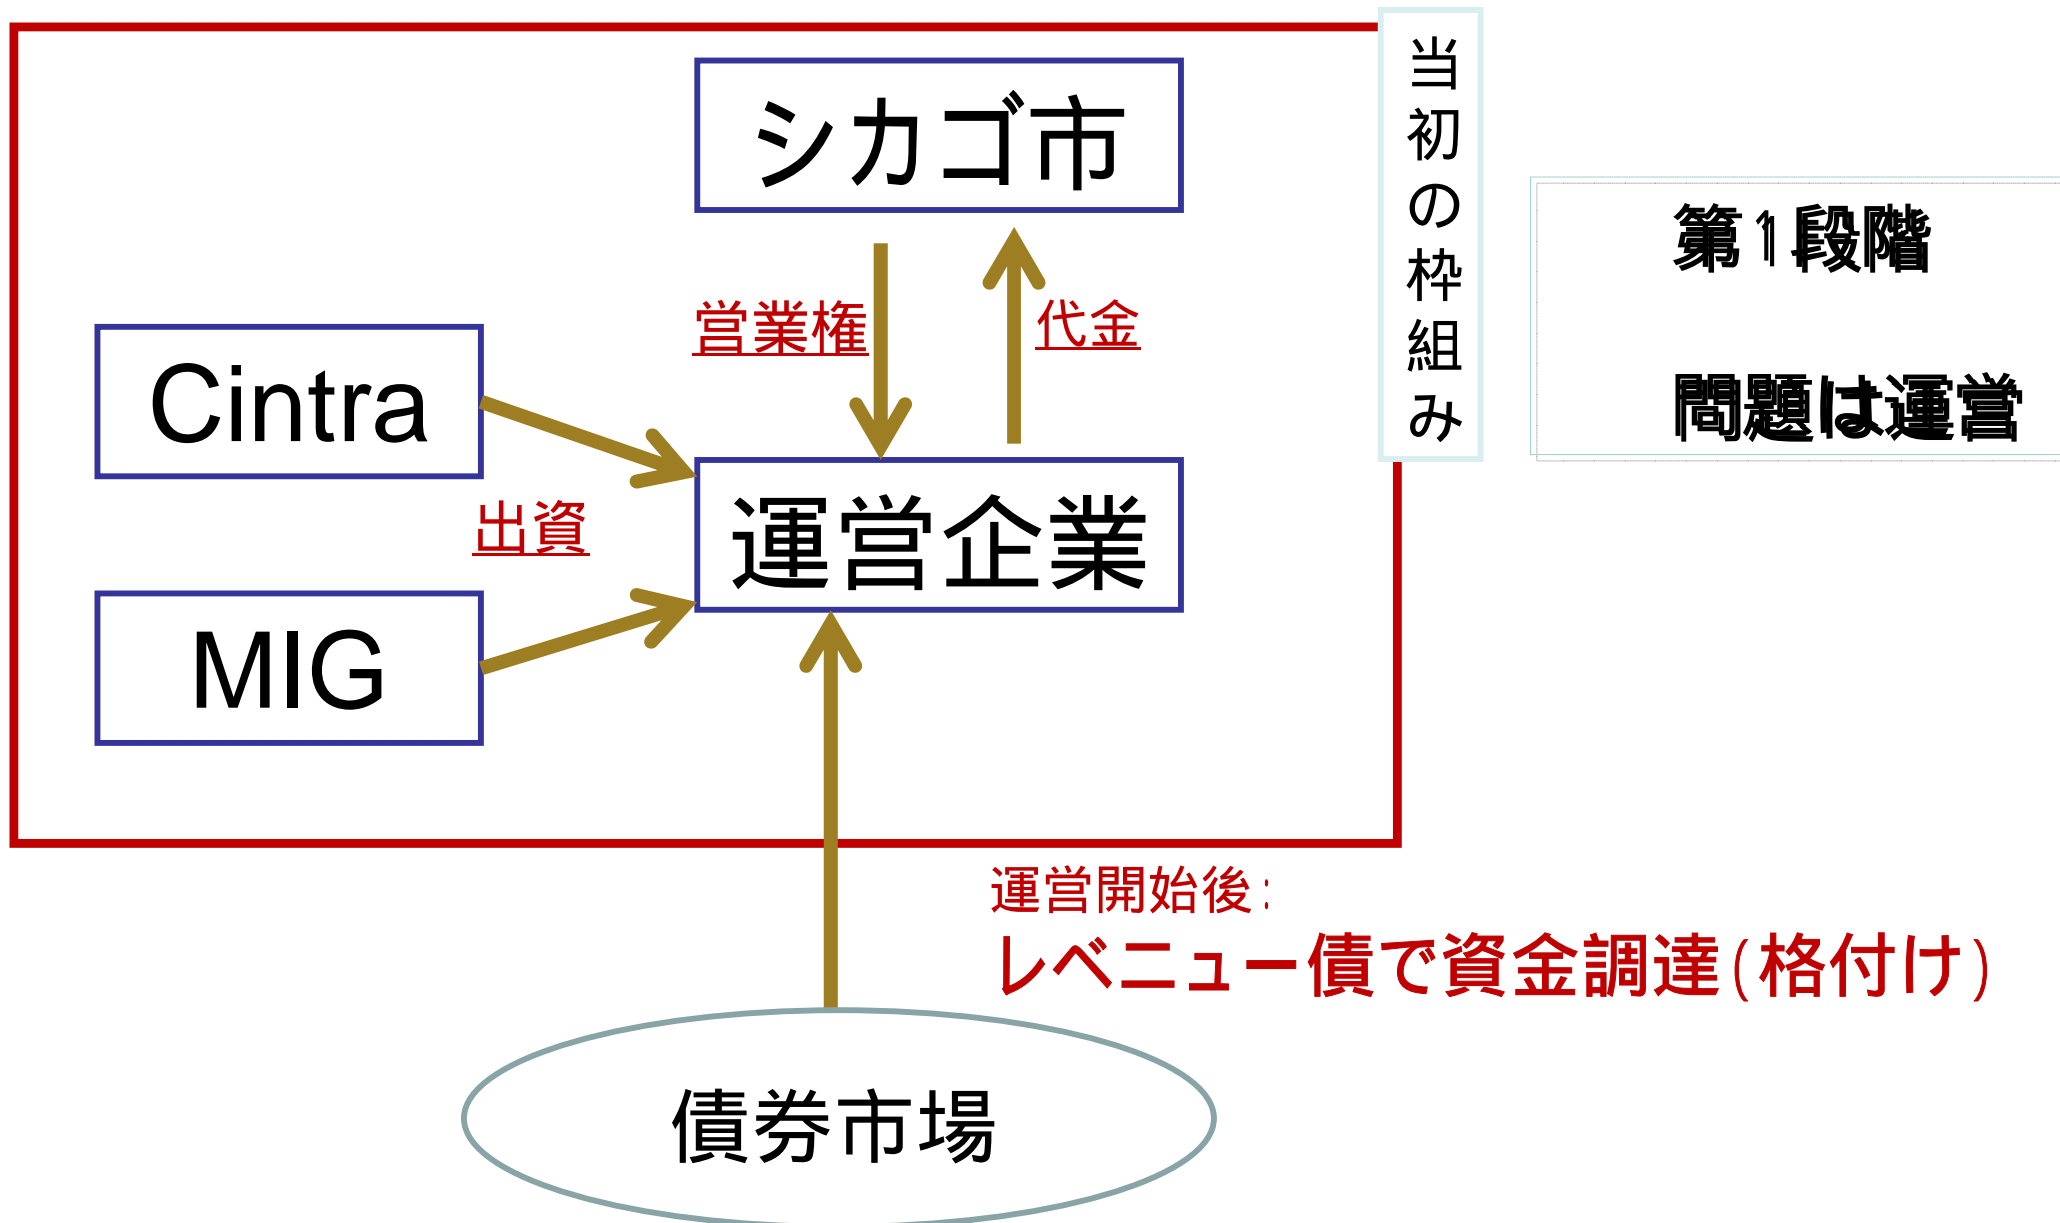 シカゴ市
当初の枠組み
第1段階
問題は運営
営業権
代金
Cintra
出資
運営企業
MIG
運営開始後:
レベニュー債で資金調達(格付け)
債券市場